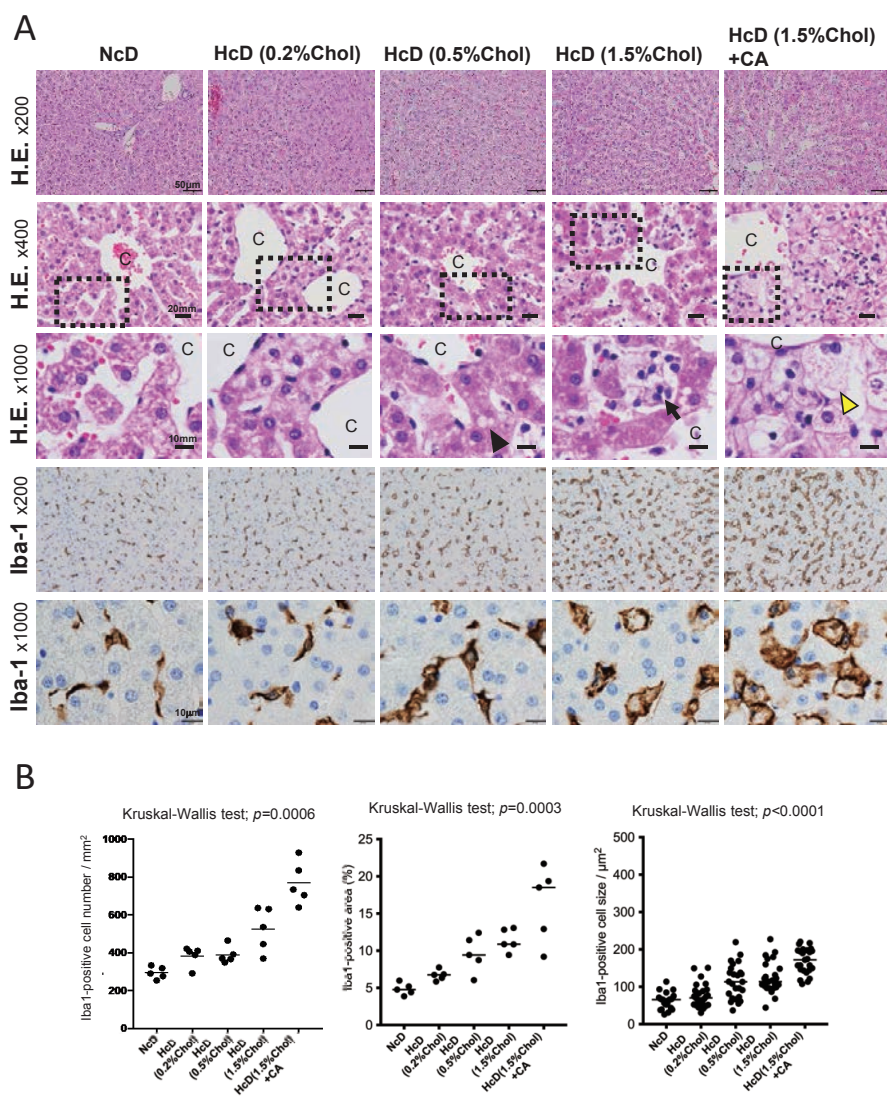 A
NcD
HcD (0.2%Chol)
HcD (0.5%Chol)
HcD (1.5%Chol)
HcD (1.5%Chol)
+CA
H.E. x200
50µm
H.E. x400
C
C
C
C
C
C
20mm
H.E. x1000
C
C
C
C
C
C
10mm
Iba-1 x200
Iba-1 x1000
10µm
B
Kruskal-Wallis test; p=0.0006
Iba1-positive cell number / mm²
1000
800
600
400
200
0
NcD
HcD
(0.2%Chol)
HcD
(0.5%Chol)
HcD
(1.5%Chol)
HcD(1.5%Chol)
+CA
Kruskal-Wallis test; p=0.0003
Iba1-positive area (%)
25
20
15
10
5
0
NcD
HcD
(0.2%Chol)
HcD
(0.5%Chol)
HcD
(1.5%Chol)
HcD(1.5%Chol)
+CA
Kruskal-Wallis test; p<0.0001
Iba1-positive cell size / µm²
500
400
300
200
100
0
NcD
HcD
(0.2%Chol)
HcD
(0.5%Chol)
HcD
(1.5%Chol)
HcD(1.5%Chol)
+CA